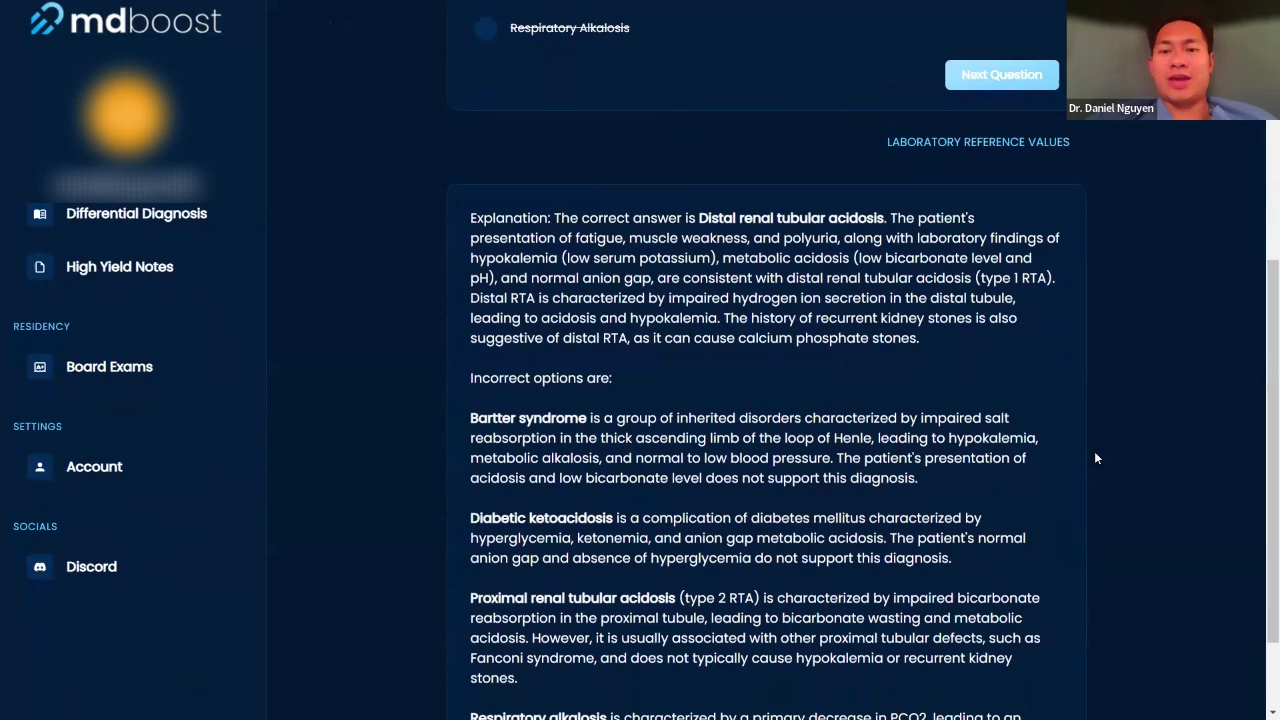 mdboost
Differential Diagnosis
High Yield Notes
RESIDENCY
Board Exams
SETTINGS
Account
SOCIALS
Discord
Respiratory Alkalosis
Next Question
Dr. Daniel Nguyen
LABORATORY REFERENCE VALUES
Explanation: The correct answer is Distal renal tubular acidosis. The patient's
presentation of fatigue, muscle weakness, and polyuria, along with laboratory findings of
hypokalemia (low serum potassium), metabolic acidosis (low bicarbonate level and
pH), and normal anion gap, are consistent with distal renal tubular acidosis (type 1 RTA).
Distal RTA is characterized by impaired hydrogen ion secretion in the distal tubule,
leading to acidosis and hypokalemia. The history of recurrent kidney stones is also
suggestive of distal RTA, as it can cause calcium phosphate stones.
Incorrect options are:
Bartter syndrome is a group of inherited disorders characterized by impaired salt
reabsorption in the thick ascending limb of the loop of Henle, leading to hypokalemia,
metabolic alkalosis, and normal to low blood pressure. The patient's presentation of
acidosis and low bicarbonate level does not support this diagnosis.
Diabetic ketoacidosis is a complication of diabetes mellitus characterized by
hyperglycemia, ketonemia, and anion gap metabolic acidosis. The patient's normal
anion gap and absence of hyperglycemia do not support this diagnosis.
Proximal renal tubular acidosis (type 2 RTA) is characterized by impaired bicarbonate
reabsorption in the proximal tubule, leading to bicarbonate wasting and metabolic
acidosis. However, it is usually associated with other proximal tubular defects, such as
Fanconi syndrome, and does not typically cause hypokalemia or recurrent kidney
stones.
Respiratory alkalosis is characterized by a primary decrease in PCO2, leading to an